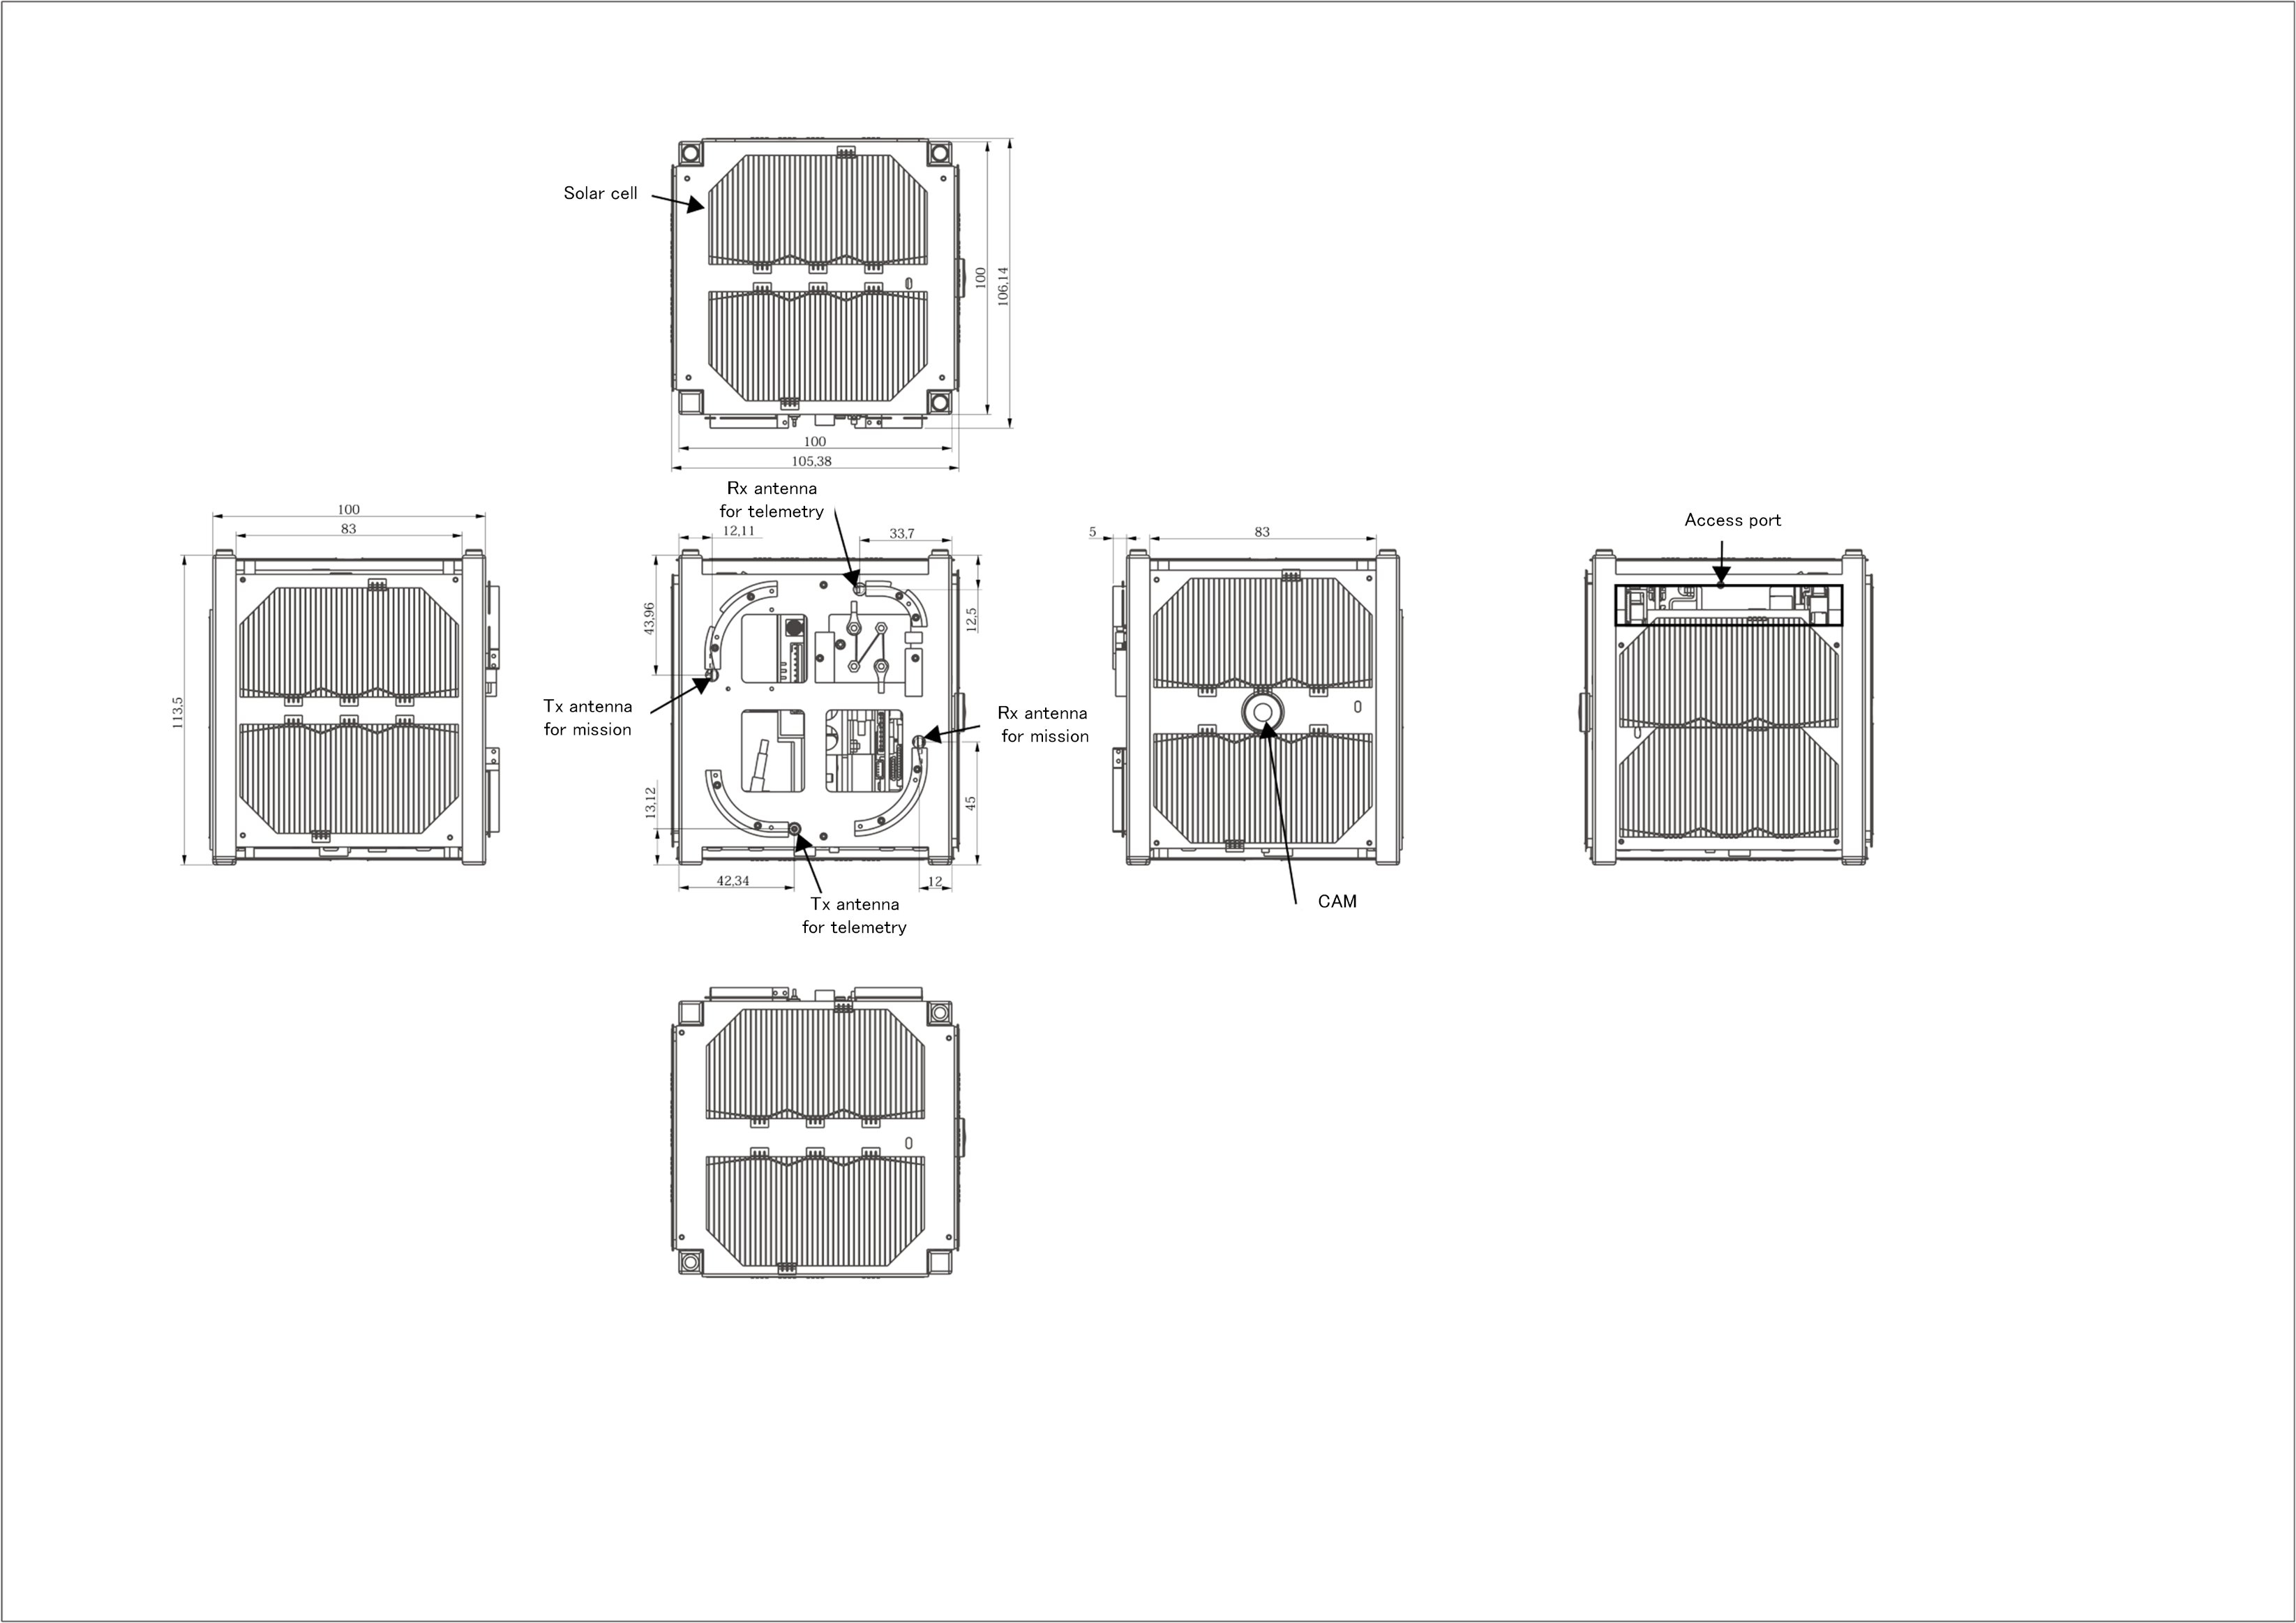 Solar cell
100
106,14
100
105,38
Rx antenna
for telemetry
100
83
113,5
12,11
33,7
43,96
12,5
Tx antenna
for mission
Rx antenna
for mission
13,12
45
42,34
12
Tx antenna
for telemetry
5
83
CAM
Access port